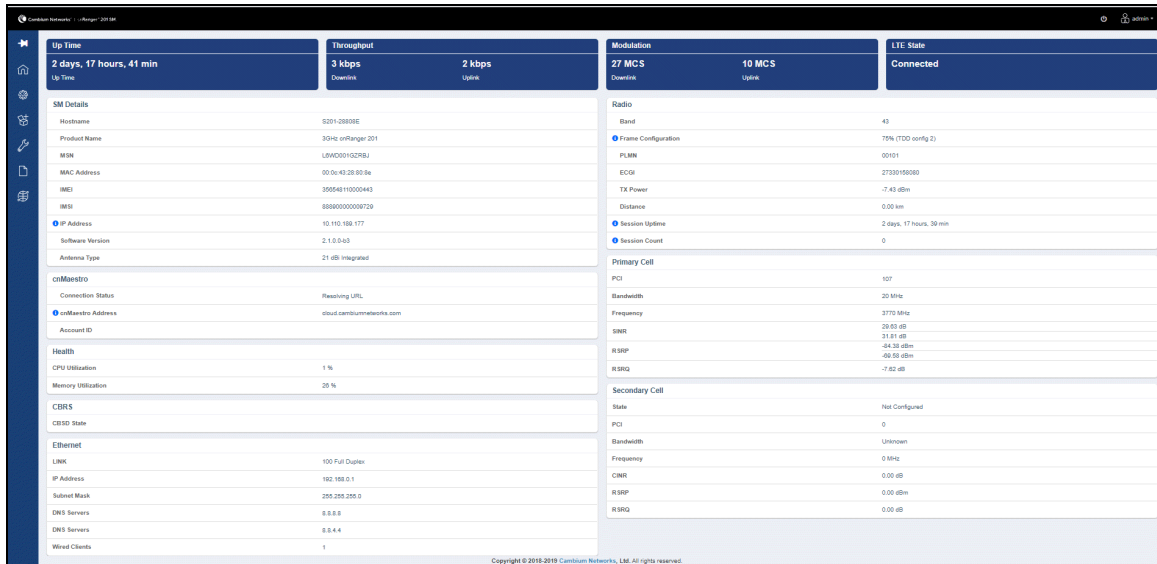 Cambium Networks | cnRanger 201 SM
admin
Up Time
2 days, 17 hours, 41 min
Up Time
Throughput
3 kbps 2 kbps
Downlink Uplink
Modulation
27 MCS 10 MCS
Downlink Uplink
LTE State
Connected
SM Details
Hostname S201-28808E
Product Name 3GHz cnRanger 201
MSN L6WD001GZRBJ
MAC Address 00:0c:43:28:80:8e
IMEI 356548110000443
IMSI 888900000009729
IP Address 10.110.189.177
Software Version 2.1.0.0-b3
Antenna Type 21 dBi Integrated
cnMaestro
Connection Status Resolving URL
cnMaestro Address cloud.cambiumnetworks.com
Account ID
Health
CPU Utilization 1 %
Memory Utilization 26 %
CBRS
CBSD State
Ethernet
LINK 100 Full Duplex
IP Address 192.168.0.1
Subnet Mask 255.255.255.0
DNS Servers 8.8.8.8
DNS Servers 8.8.4.4
Wired Clients 1
Radio
Band 43
Frame Configuration 75% (TDD config 2)
PLMN 00101
ECGI 27330158080
TX Power -7.43 dBm
Distance 0.00 km
Session Uptime 2 days, 17 hours, 39 min
Session Count 0
Primary Cell
PCI 107
Bandwidth 20 MHz
Frequency 3770 MHz
SINR 29.63 dB
31.81 dB
RSRP -84.38 dBm
-69.58 dBm
RSRQ -7.62 dB
Secondary Cell
State Not Configured
PCI 0
Bandwidth Unknown
Frequency 0 MHz
CINR 0.00 dB
RSRP 0.00 dBm
RSRQ 0.00 dB
Copyright © 2018-2019 Cambium Networks, Ltd. All rights reserved.